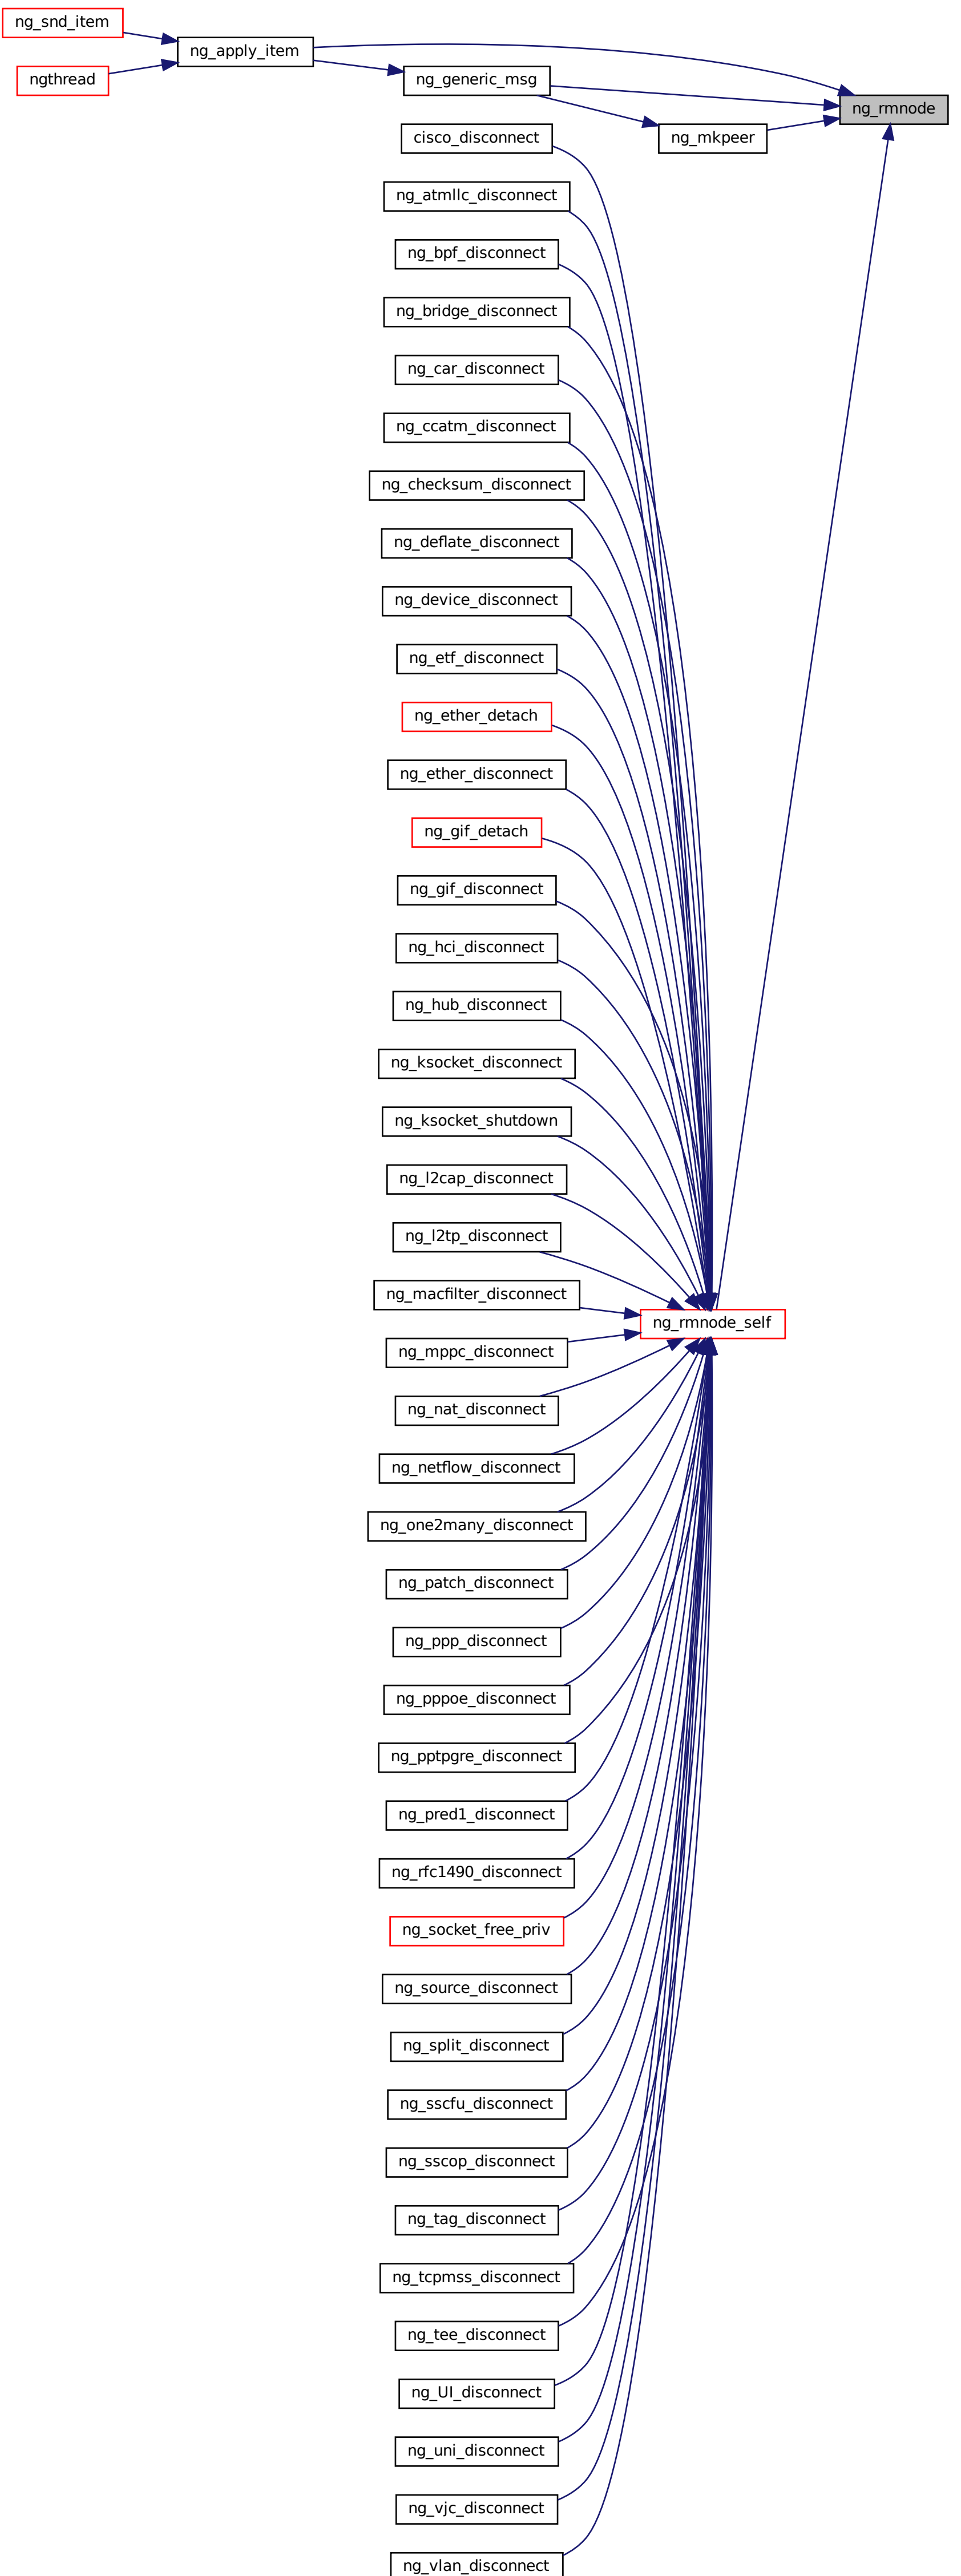 ng_snd_item
ng_apply_item
ngthread
ng_generic_msg
ng_rmnode
cisco_disconnect
ng_mkpeer
ng_atmllc_disconnect
ng_bpf_disconnect
ng_bridge_disconnect
ng_car_disconnect
ng_ccatm_disconnect
ng_checksum_disconnect
ng_deflate_disconnect
ng_device_disconnect
ng_etf_disconnect
ng_ether_detach
ng_ether_disconnect
ng_gif_detach
ng_gif_disconnect
ng_hci_disconnect
ng_hub_disconnect
ng_ksocket_disconnect
ng_ksocket_shutdown
ng_l2cap_disconnect
ng_l2tp_disconnect
ng_macfilter_disconnect
ng_rmnode_self
ng_mppc_disconnect
ng_nat_disconnect
ng_netflow_disconnect
ng_one2many_disconnect
ng_patch_disconnect
ng_ppp_disconnect
ng_pppoe_disconnect
ng_pptpgre_disconnect
ng_pred1_disconnect
ng_rfc1490_disconnect
ng_socket_free_priv
ng_source_disconnect
ng_split_disconnect
ng_sscfu_disconnect
ng_sscop_disconnect
ng_tag_disconnect
ng_tcpmss_disconnect
ng_tee_disconnect
ng_UI_disconnect
ng_uni_disconnect
ng_vjc_disconnect
ng_vlan_disconnect